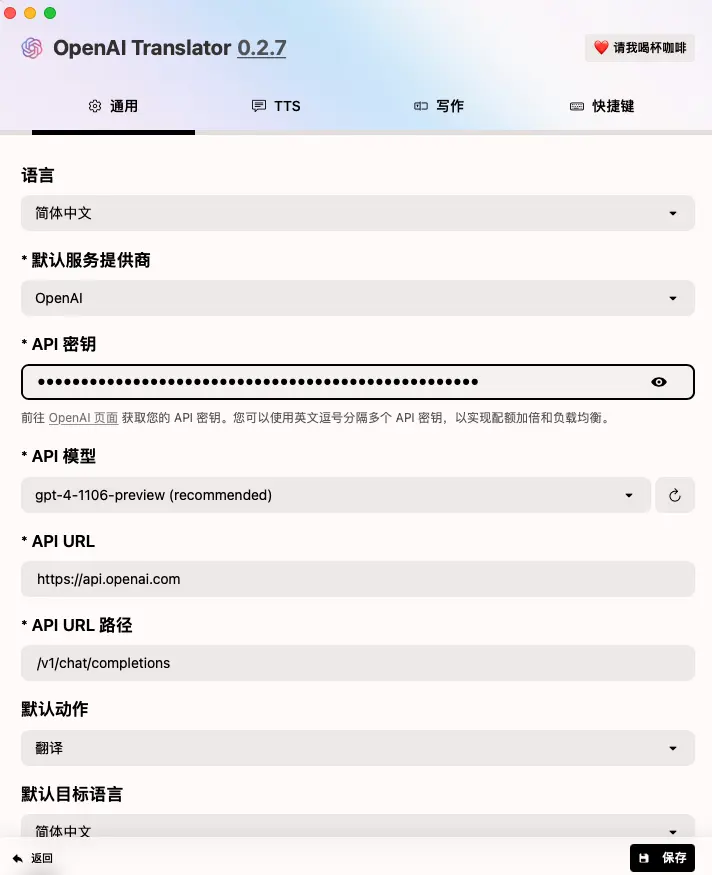 OpenAI Translator 0.2.7
❤️ 请我喝杯咖啡
通用
TTS
写作
快捷键
语言
简体中文
* 默认服务提供商
OpenAI
* API 密钥
••••••••••••••••••••••••••••••••••••••••••••••••••••
前往 OpenAI 页面 获取您的 API 密钥。您可以使用英文逗号分隔多个 API 密钥，以实现配额加倍和负载均衡。
* API 模型
gpt-4-1106-preview (recommended)
* API URL
https://api.openai.com
* API URL 路径
/v1/chat/completions
默认动作
翻译
默认目标语言
简体中文
返回
保存